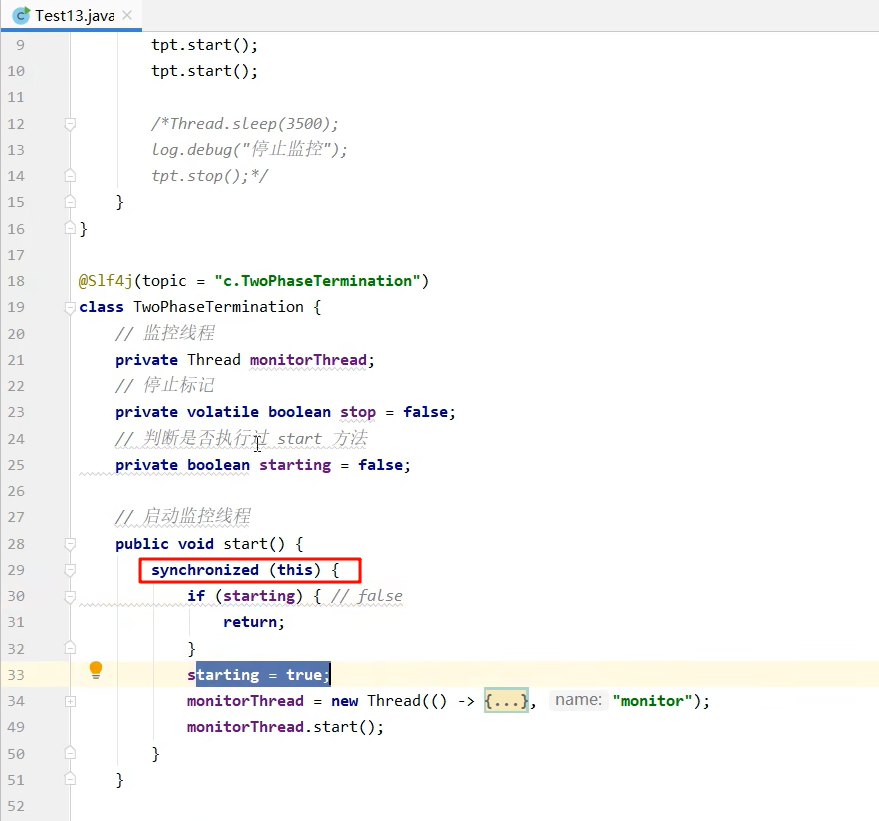 Test13.java
9 tpt.start();
10 tpt.start();
11
12 /*Thread.sleep(3500);
13 log.debug("停止监控");
14 tpt.stop();*/
15 }
16 }
17
18 @Slf4j(topic = "c.TwoPhaseTermination")
19 class TwoPhaseTermination {
20 // 监控线程
21 private Thread monitorThread;
22 // 停止标记
23 private volatile boolean stop = false;
24 // 判断是否执行过 start 方法
25 private boolean starting = false;
26
27 // 启动监控线程
28 public void start() {
29 synchronized (this) {
30 if (starting) { // false
31 return;
32 }
33 starting = true;
34 monitorThread = new Thread(() -> {...}, name: "monitor");
49 monitorThread.start();
50 }
51 }
52